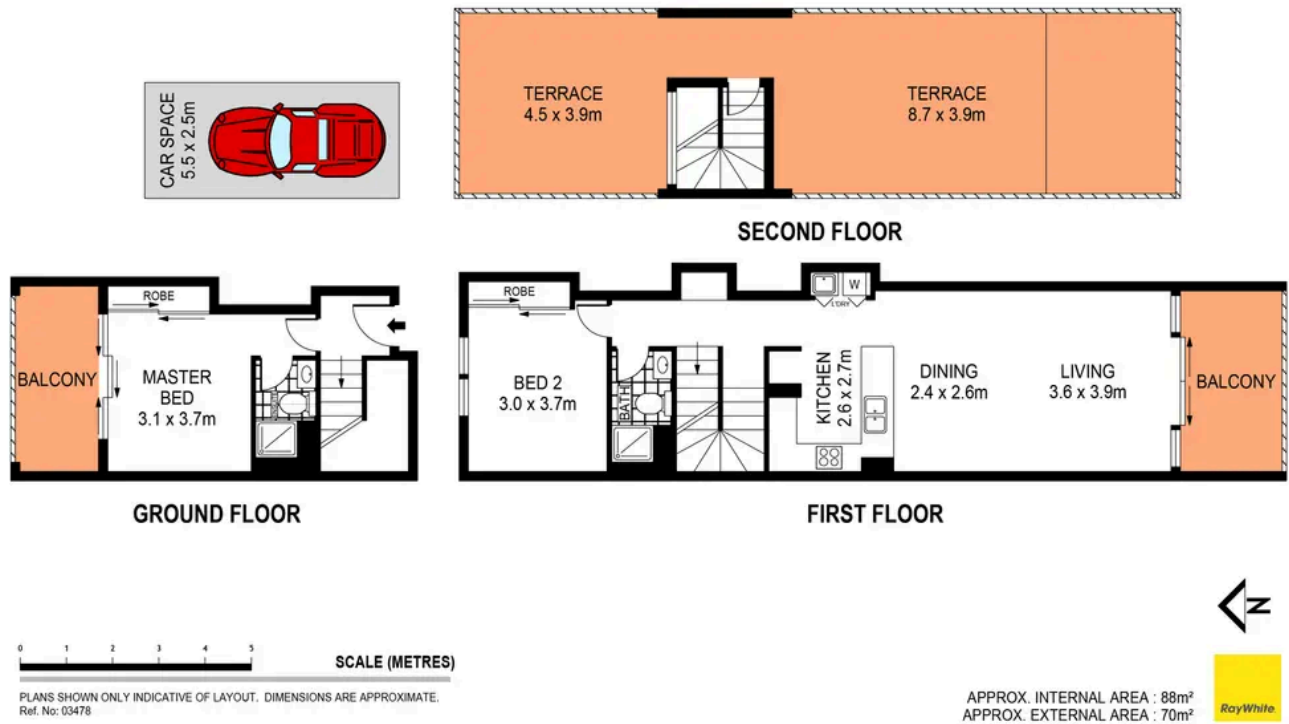 TERRACE
4.5 x 3.9m
TERRACE
8.7 x 3.9m
CAR SPACE
5.5 x 2.5m
SECOND FLOOR
ROBE
BALCONY
MASTER
BED
3.1 x 3.7m
GROUND FLOOR
ROBE
W
L'DRY
BED 2
3.0 x 3.7m
BATH
KITCHEN
2.6 x 2.7m
DINING
2.4 x 2.6m
LIVING
3.6 x 3.9m
BALCONY
FIRST FLOOR
N
0 1 2 3 4 5
SCALE (METRES)
PLANS SHOWN ONLY INDICATIVE OF LAYOUT. DIMENSIONS ARE APPROXIMATE.
Ref. No: 03478
APPROX. INTERNAL AREA : 88m²
APPROX. EXTERNAL AREA : 70m²
RayWhite.